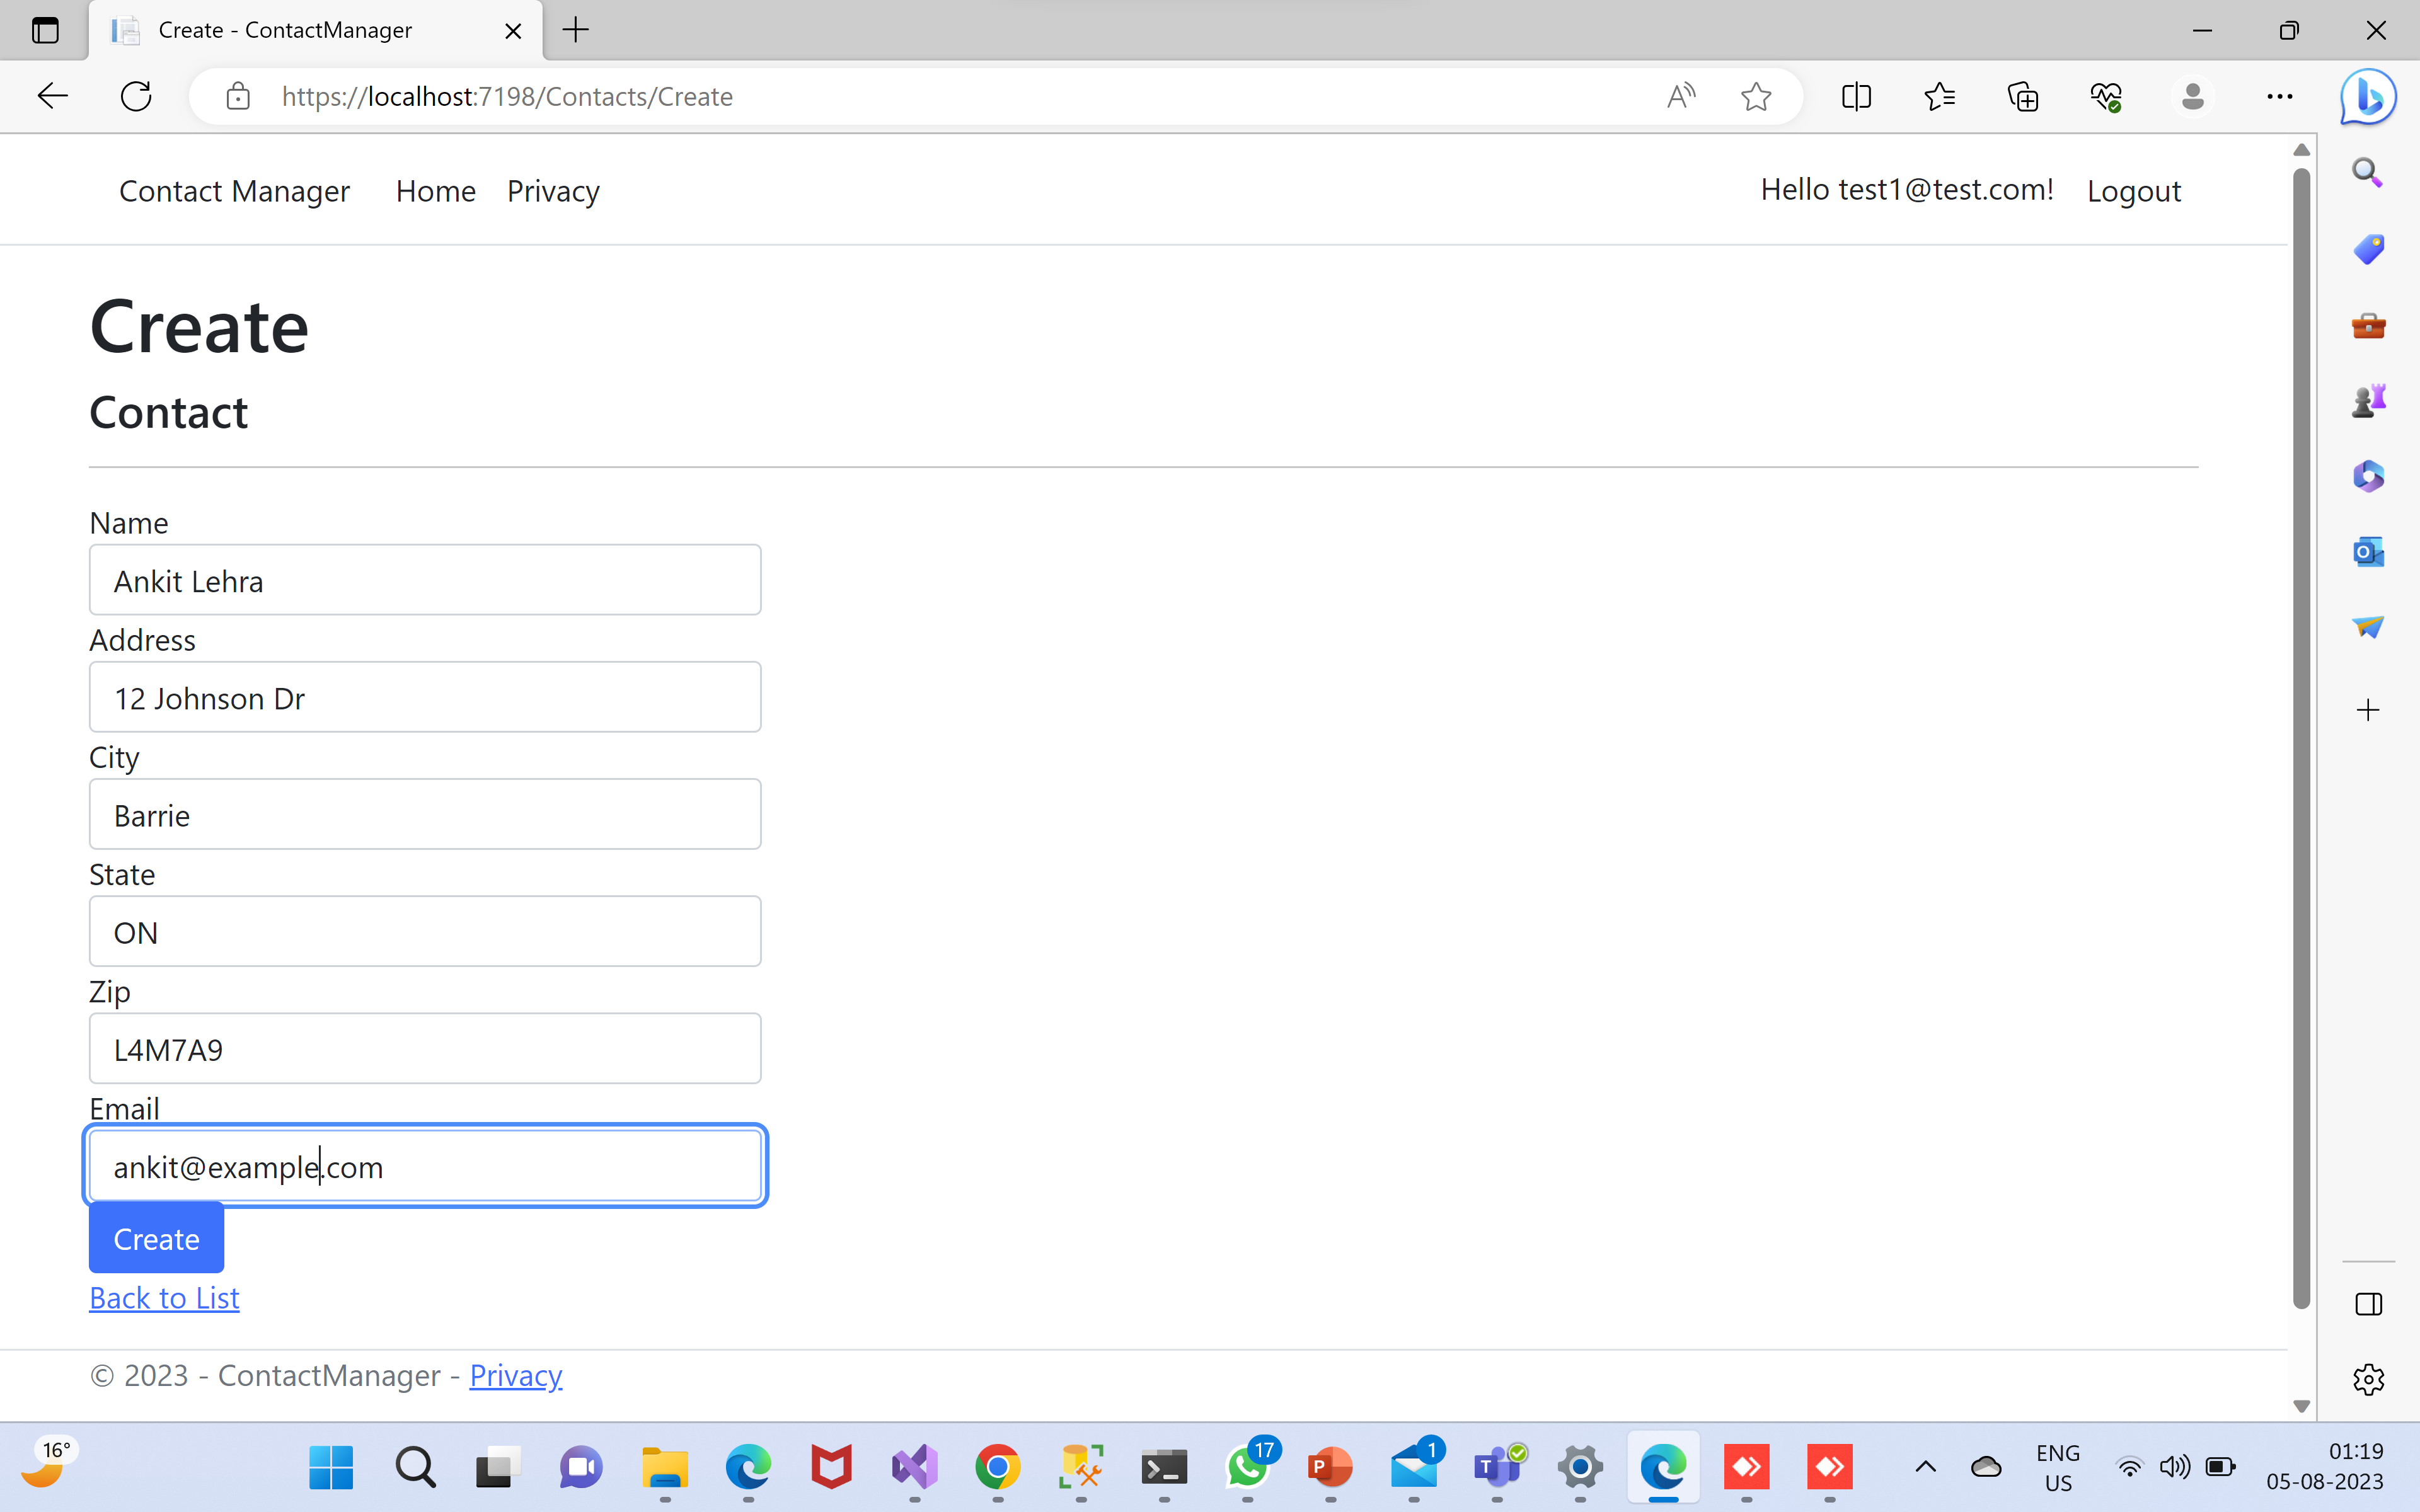 Create - ContactManager
https://localhost:7198/Contacts/Create
Contact Manager Home Privacy Hello test1@test.com! Logout
Create
Contact
Name
Ankit Lehra
Address
12 Johnson Dr
City
Barrie
State
ON
Zip
L4M7A9
Email
ankit@example.com
Create
Back to List
© 2023 - ContactManager - Privacy
16°
17
1
ENG
US
01:19
05-08-2023